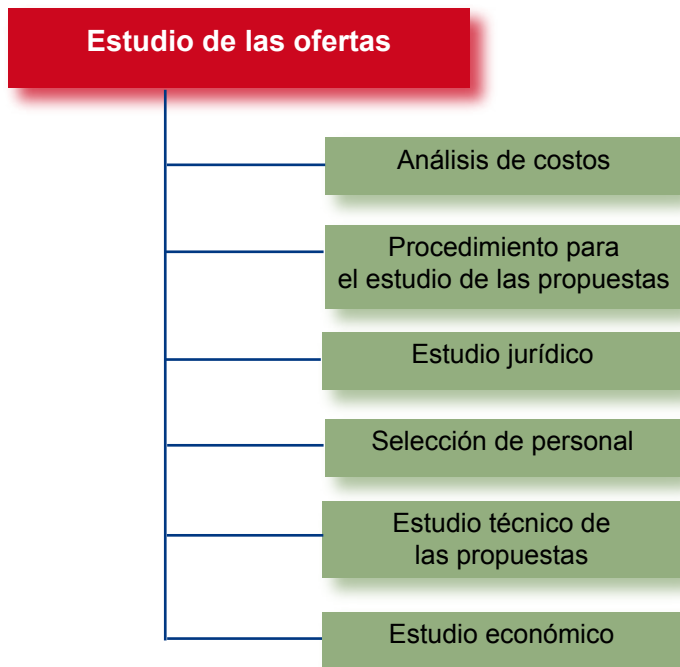 Estudio de las ofertas
Análisis de costos
Procedimiento para
el estudio de las propuestas
Estudio jurídico
Selección de personal
Estudio técnico de
las propuestas
Estudio económico